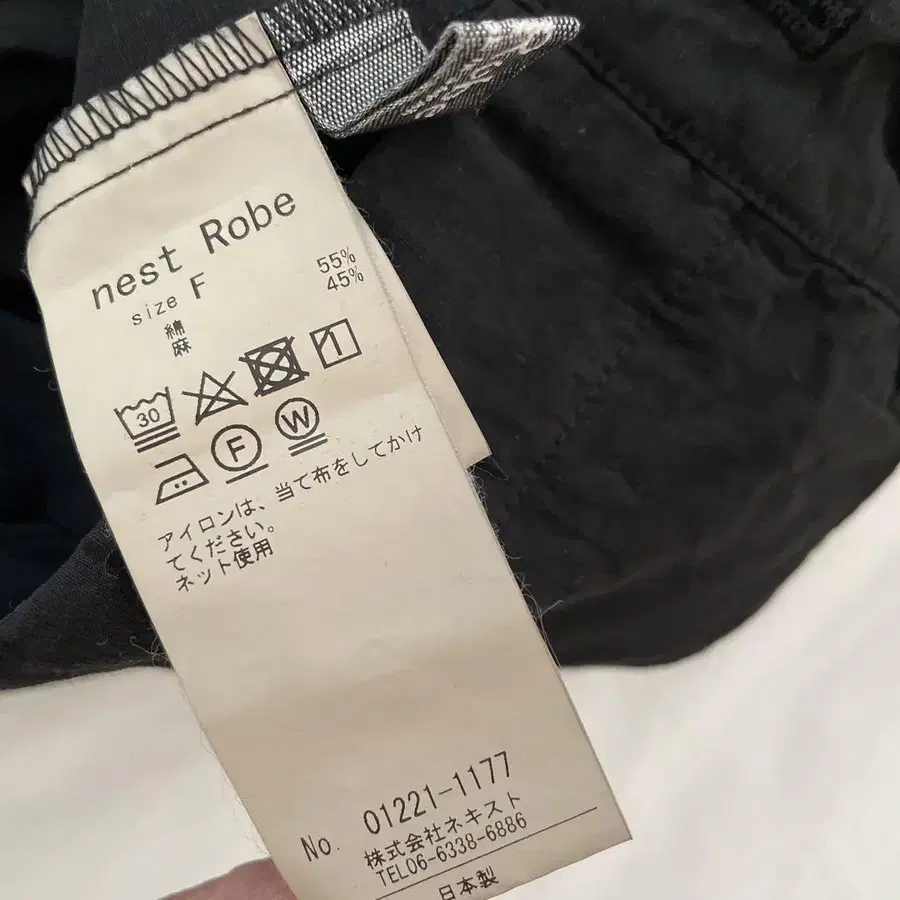 nest Robe
size F
綿 55%
麻 45%
30
1
F
W
アイロンは、当て布をしてかけ
てください。
ネット使用
No. 01221-1177
株式会社ネキスト
TEL06-6338-6886
日本製